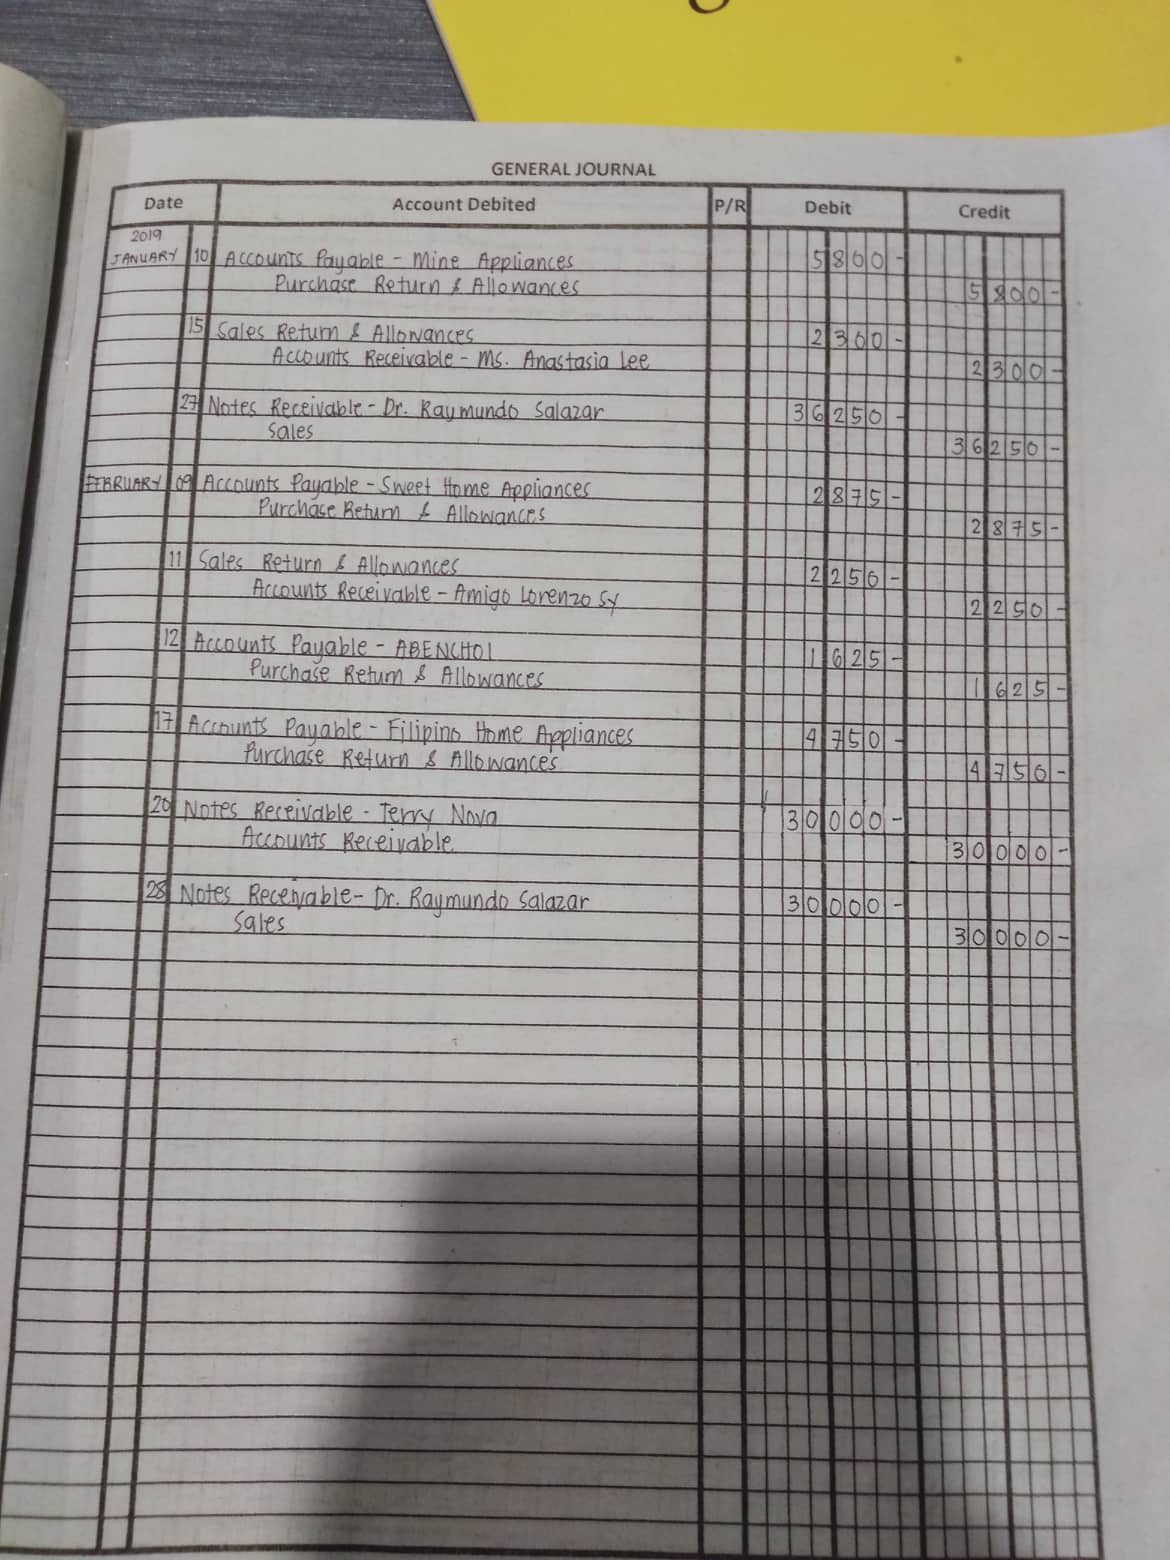 GENERAL JOURNAL
Date Account Debited P/R Debit Credit
2019
JANUARY 10 Accounts Payable - Mine Appliances 5800-
Purchase Return & Allowances 5800-
15 Sales Return & Allowances 2300-
Accounts Receivable - Ms. Anastasia Lee 2300-
27 Notes Receivable - Dr. Raymundo Salazar 36250-
Sales 36250-
FEBRUARY 09 Accounts Payable - Sweet Home Appliances 2875-
Purchase Return & Allowances 2875-
11 Sales Return & Allowances 2250-
Accounts Receivable - Amigo Lorenzo Sy 2250-
12 Accounts Payable - ABENCHOI 1625-
Purchase Return & Allowances 1625-
17 Accounts Payable - Filipino Home Appliances 4750-
Purchase Return & Allowances 4750-
20 Notes Receivable - Terry Nova 30000-
Accounts Receivable 30000-
28 Notes Receivable - Dr. Raymundo Salazar 30000-
Sales 30000-